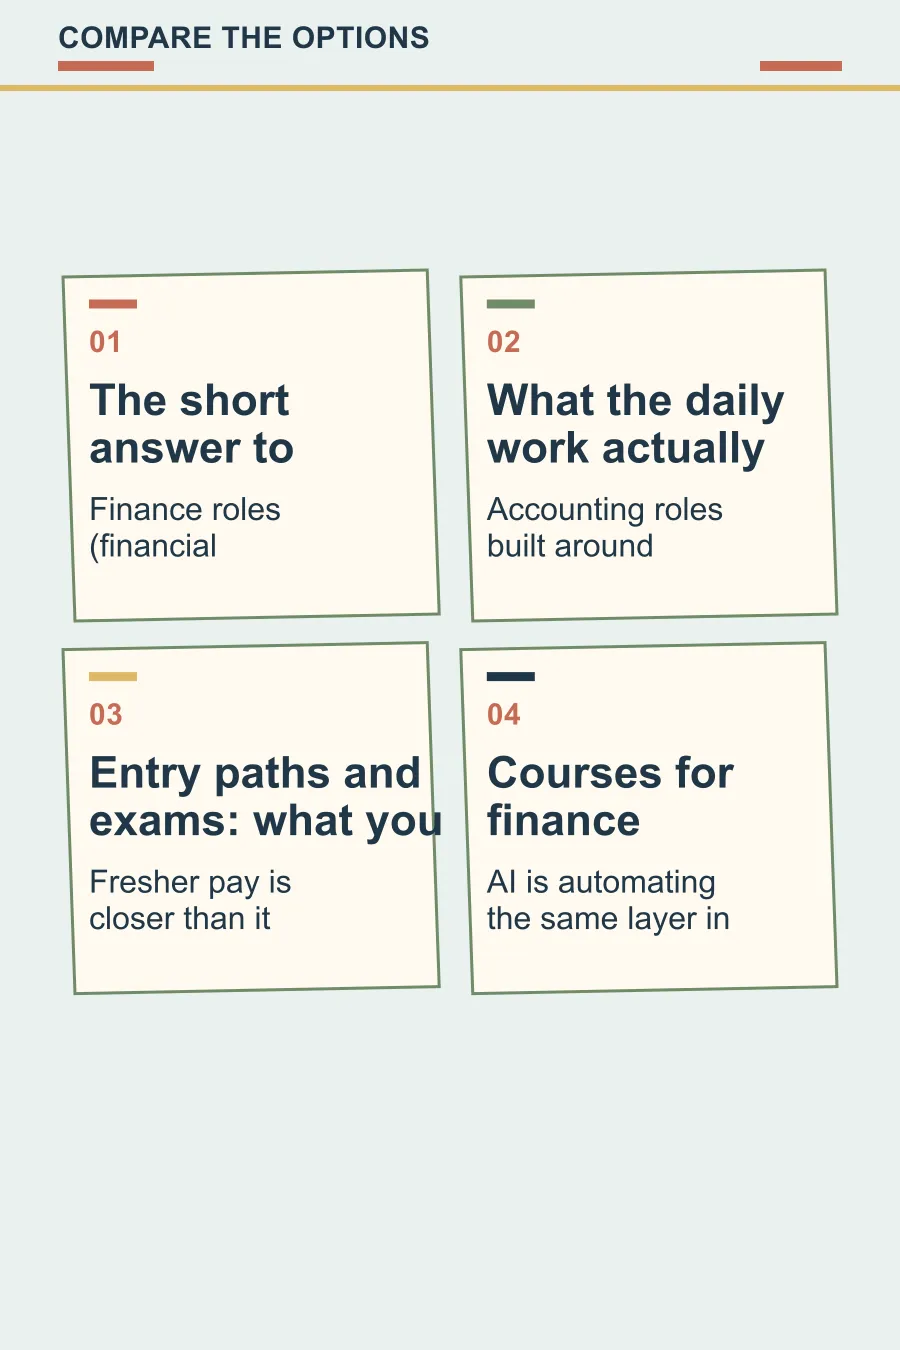 COMPARE THE OPTIONS
01
The short
answer to
Finance roles
(financial
02
What the daily
work actually
Accounting roles
built around
03
Entry paths and
exams: what you
Fresher pay is
closer than it
04
Courses for
finance
AI is automating
the same layer in